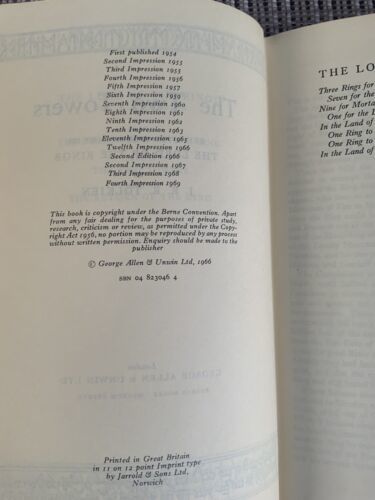 First published 1954
Second Impression 1955
Third Impression 1955
Fourth Impression 1956
Fifth Impression 1957
Sixth Impression 1959
Seventh Impression 1960
Eighth Impression 1961
Ninth Impression 1962
Tenth Impression 1963
Eleventh Impression 1965
Twelfth Impression 1966
Second Edition 1966
Second Impression 1967
Third Impression 1968
Fourth Impression 1969
This book is copyright under the Berne Convention. Apart
from any fair dealing for the purposes of private study,
research, criticism or review, as permitted under the Copy-
right Act 1956, no portion may be reproduced by any process
without written permission. Enquiry should be made to the
publisher
© George Allen & Unwin Ltd, 1966
SBN 04 823046 4
Printed in Great Britain
in 11 on 12 point Imprint type
by Jarrold & Sons Ltd,
Norwich
THE LO
Three Rings for
Seven for the
Nine for Morta
One for the
In the Land of
One Ring to
One Ring to
In the Land of